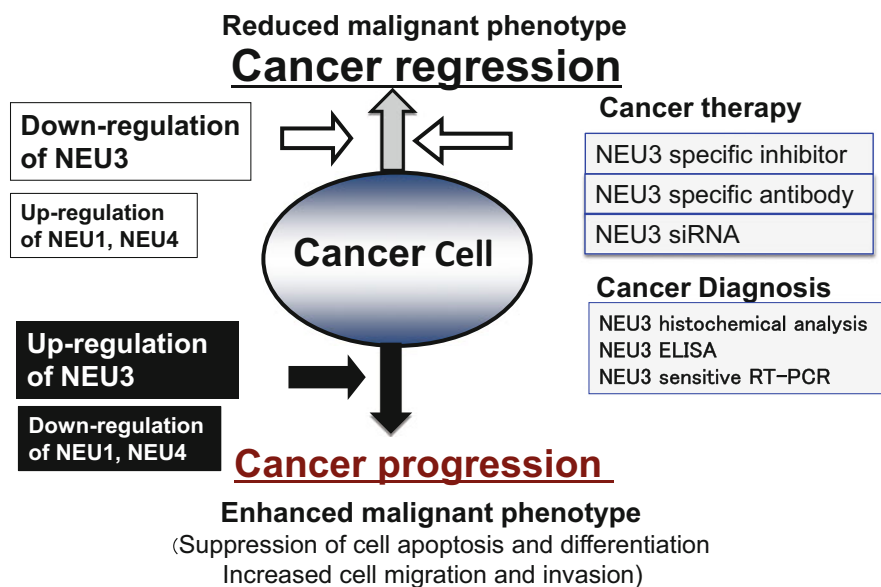 Reduced malignant phenotype
Cancer regression
Down-regulation
of NEU3
Up-regulation
of NEU1, NEU4
Cancer therapy
NEU3 specific inhibitor
NEU3 specific antibody
NEU3 siRNA
Cancer Cell
Cancer Diagnosis
NEU3 histochemical analysis
NEU3 ELISA
NEU3 sensitive RT-PCR
Up-regulation
of NEU3
Down-regulation
of NEU1, NEU4
Cancer progression
Enhanced malignant phenotype
(Suppression of cell apoptosis and differentiation
Increased cell migration and invasion)